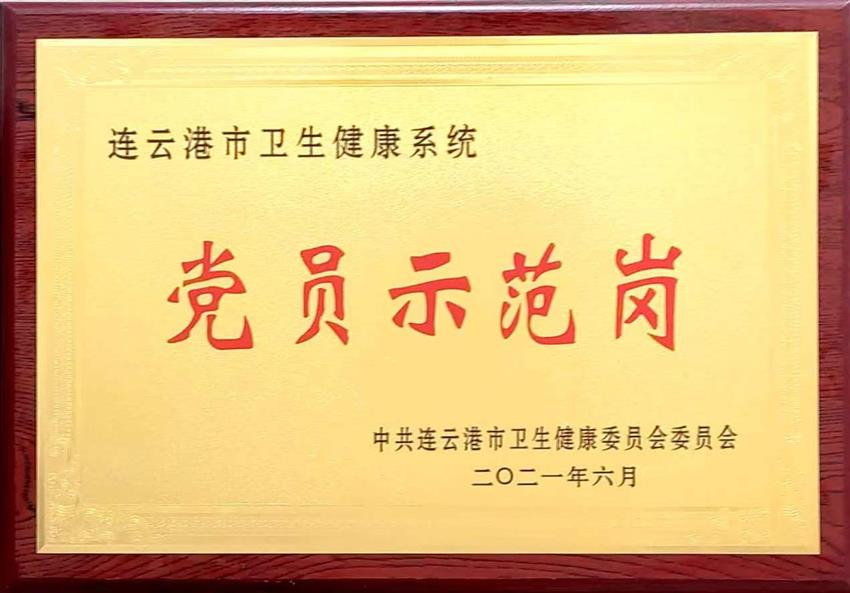 连云港市卫生健康系统
党员示范岗
中共连云港市卫生健康委员会委员会
二〇二一年六月